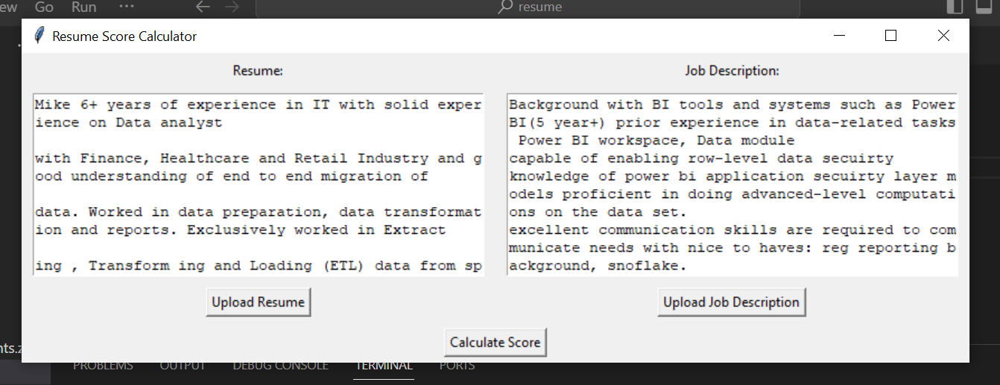 ew Go Run ... ← → resume
Resume Score Calculator
Resume:
Mike 6+ years of experience in IT with solid exper
ience on Data analyst
with Finance, Healthcare and Retail Industry and g
ood understanding of end to end migration of
data. Worked in data preparation, data transformat
ion and reports. Exclusively worked in Extract
ing , Transform ing and Loading (ETL) data from sp
Upload Resume
Job Description:
Background with BI tools and systems such as Power
BI(5 year+) prior experience in data-related tasks
Power BI workspace, Data module
capable of enabling row-level data secuirty
knowledge of power bi application secuirty layer m
odels proficient in doing advanced-level computati
ons on the data set.
excellent communication skills are required to com
municate needs with nice to haves: reg reporting b
ackground, snoflake.
Upload Job Description
Calculate Score
nts.z
PROBLEMS OUTPUT DEBUG CONSOLE TERMINAL PORTS